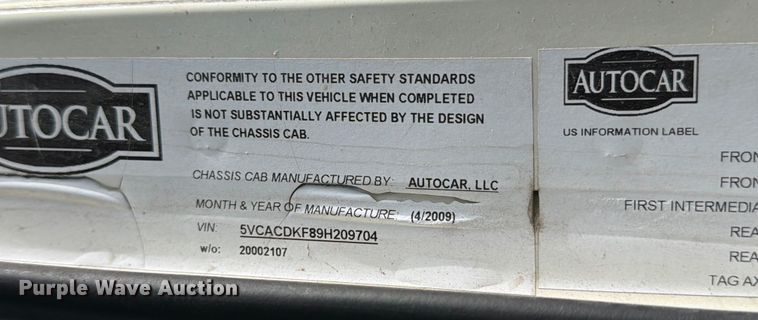 UTOCAR
CONFORMITY TO THE OTHER SAFETY STANDARDS
APPLICABLE TO THIS VEHICLE WHEN COMPLETED
IS NOT SUBSTANTIALLY AFFECTED BY THE DESIGN
OF THE CHASSIS CAB.
CHASSIS CAB MANUFACTURED BY: AUTOCAR, LLC
MONTH & YEAR OF MANUFACTURE: (4/2009)
VIN: 5VCACDKF89H209704
w/o: 20002107
AUTOCAR
US INFORMATION LABEL
FRON
FRON
FIRST INTERMEDIA
REA
REA
TAG AX
Purple Wave Auction